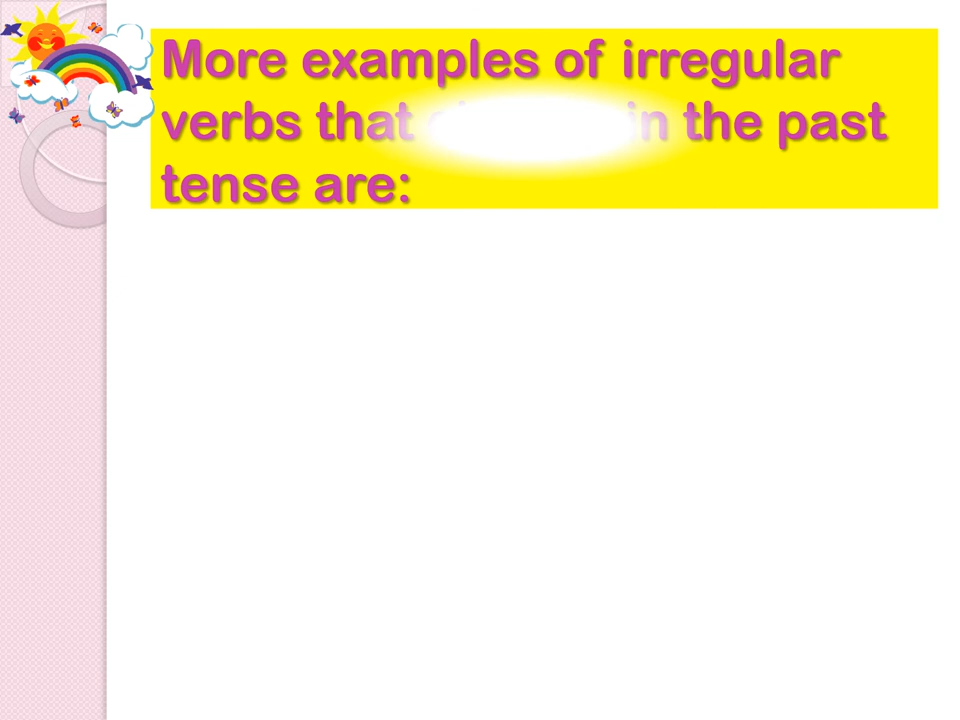 More examples of irregular
verbs that in the past
tense are: